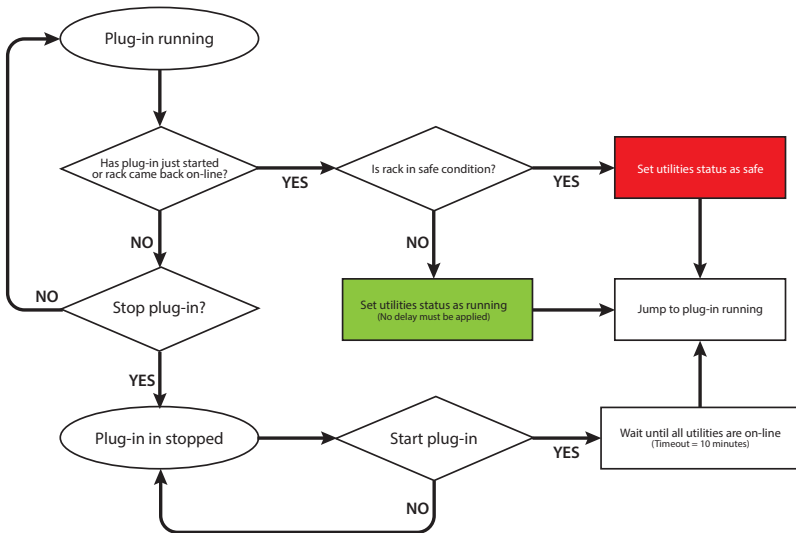 Plug-in running
Has plug-in just started
or rack came back on-line?
YES
Is rack in safe condition?
YES
Set utilities status as safe
NO
NO
Set utilities status as running
(No delay must be applied)
Jump to plug-in running
NO
Stop plug-in?
YES
Plug-in in stopped
Start plug-in
YES
Wait until all utilities are on-line
(Timeout = 10 minutes)
NO